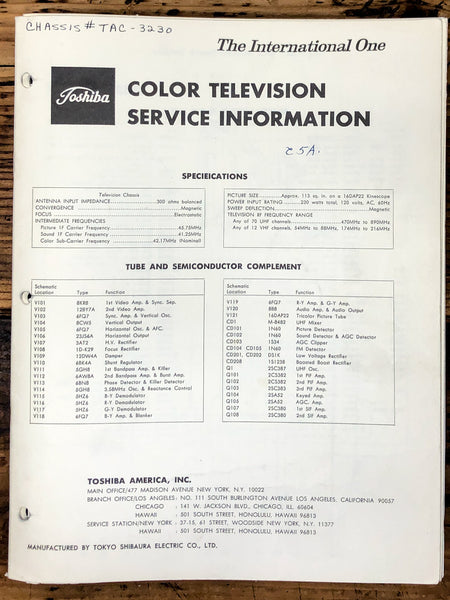 CHASSIS # TAC-3230
The International One
Toshiba
COLOR TELEVISION
SERVICE INFORMATION
25A.
SPECIEICATIONS
Television Chassis
ANTENNA INPUT IMPEDANCE 300 ohms balanced
CONVERGENCE Magnetic
FOCUS Electrostatic
INTERMEDIATE FREQUENCIES
Picture IF Carrier Frequency 45.75MHz
Sound IF Carrier Frequency 41.25MHz
Color Sub-Carrier Frequency 42.17MHz (Nominal)
PICTURE SIZE Approx. 113 sq. in. on a 16DAP22 Kinescope
POWER INPUT RATING 220 watts total, 120 volts, AC, 60Hz
SWEEP DEFLECTION Magnetic
TELEVISION RF FREQUENCY RANGE
Any of 70 UHF channels 470MHz to 890MHz
Any of 12 VHF channels, 54MHz to 88MHz, 174MHz to 216MHz
TUBE AND SEMICONDUCTOR COMPLEMENT
Schematic Location Type Function
V101 8KR8 1st Video Amp. & Sync. Sep.
V102 12BY7A 2nd Video Amp.
V103 6FQ7 Sync. Amp. & Vertical Osc.
V104 8CW5 Vertical Output
V105 6FQ7 Horizontal Osc. & AFC.
V106 23JS6A Horizontal Output
V107 3AT2 H.V. Rectifier
V108 1D-K29 Focus Rectifier
V109 12DW4A Damper
V110 6BK4A Shunt Regulator
V111 5GH8 1st Bandpass Amp. & Killer
V112 6AW8A 2nd Bandpass Amp. & Burst Amp.
V113 6BN8 Phase Detector & Killer Detector
V114 5GH8 3.58MHz Osc. & Reactance Control
V115 5HZ6 B-Y Demodulator
V116 5HZ6 R-Y Demodulator
V117 5HZ6 G-Y Demodulator
V118 6FQ7 B-Y Amp. & Blanker
Schematic Location Type Function
V119 6FQ7 R-Y Amp. & G-Y Amp.
V120 8B8 Audio Amp. & Audio Output
V121 16DAP22 Tricolor Picture Tube
CD1 M-8482 UHF Mixer
CD101 1N60 Picture Detector
CD102 1N60 Sound Detector & AGC Detector
CD103 1S34 AGC Clipper
CD104 CD105 1N60 FM Detector
CD201, CD202 DS1K Low Voltage Rectifier
CD208 1S1238 Boosted Boost Rectifier
Q1 2SC387 UHF Osc.
Q101 2SC5382 1st PIF Amp.
Q102 2SC383 2nd PIF Amp.
Q103 2SC383 3rd PIF Amp.
Q104 2SA52 Keyed Amp.
Q105 2SA52 AGC Amp.
Q107 2SC380 1st SIF Amp.
Q108 2SC380 2nd SIF Amp.
TOSHIBA AMERICA, INC.
MAIN OFFICE/477 MADISON AVENUE NEW YORK, N.Y. 10022
BRANCH OFFICE/LOS ANGELES: NO. 111 SOUTH BURLINGTON AVENUE LOS ANGELES. CALIFORNIA 90057
CHICAGO : 141 W. JACKSON BLVD., CHICAGO, ILL. 60604
HAWAII : 501 SOUTH STREET, HONOLULU, HAWAII 96813
SERVICE STATION/NEW YORK : 37-15, 61 STREET, WOODSIDE NEW YORK, N.Y. 11377
HAWAII : 501 SOUTH STREET, HONOLULU, HAWAII 96813
MANUFACTURED BY TOKYO SHIBAURA ELECTRIC CO., LTD.